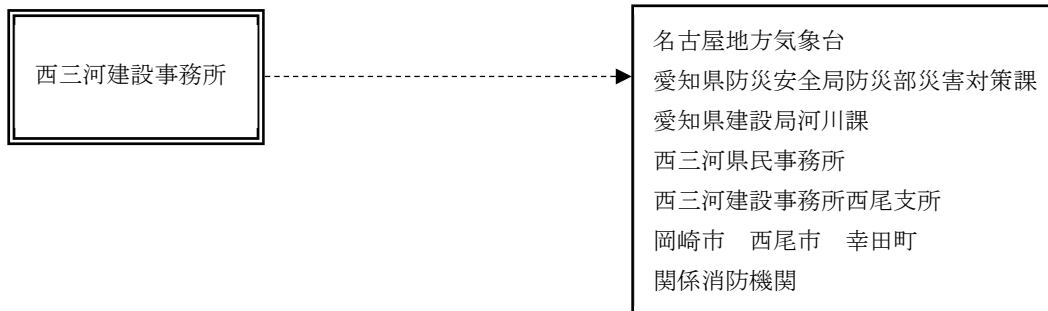 西三河建設事務所
名古屋地方気象台
愛知県防災安全局防災部災害対策課
愛知県建設局河川課
西三河県民事務所
西三河建設事務所西尾支所
岡崎市　西尾市　幸田町
関係消防機関